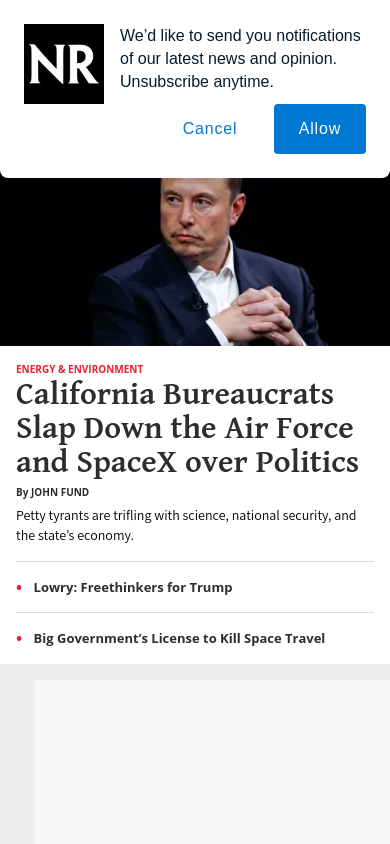 NR
We’d like to send you notifications
of our latest news and opinion.
Unsubscribe anytime.
Cancel
Allow
ENERGY & ENVIRONMENT
California Bureaucrats
Slap Down the Air Force
and SpaceX over Politics
By JOHN FUND
Petty tyrants are trifling with science, national security, and
the state’s economy.
Lowry: Freethinkers for Trump
Big Government’s License to Kill Space Travel